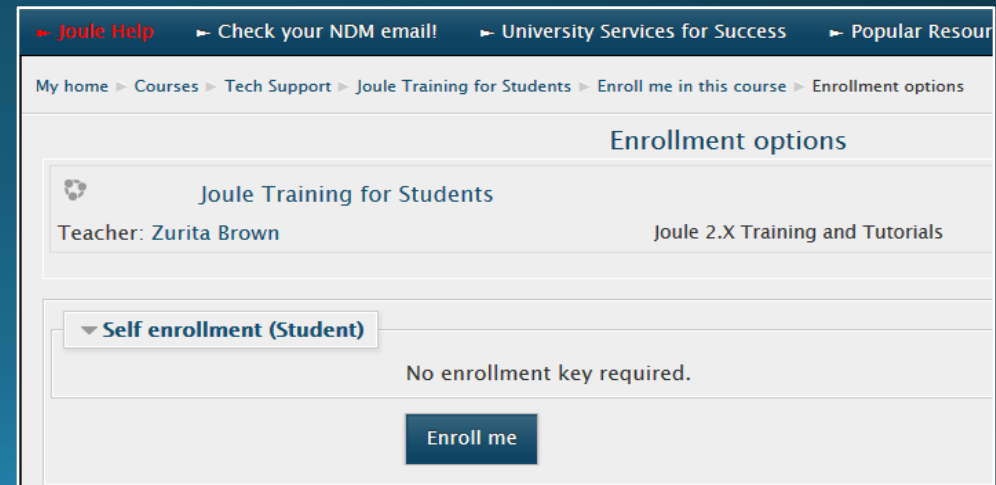 Joule Help Check your NDM email! University Services for Success Popular Resour
My home Courses Tech Support Joule Training for Students Enroll me in this course Enrollment options
Enrollment options
Joule Training for Students
Teacher: Zurita Brown Joule 2.X Training and Tutorials
Self enrollment (Student)
No enrollment key required.
Enroll me